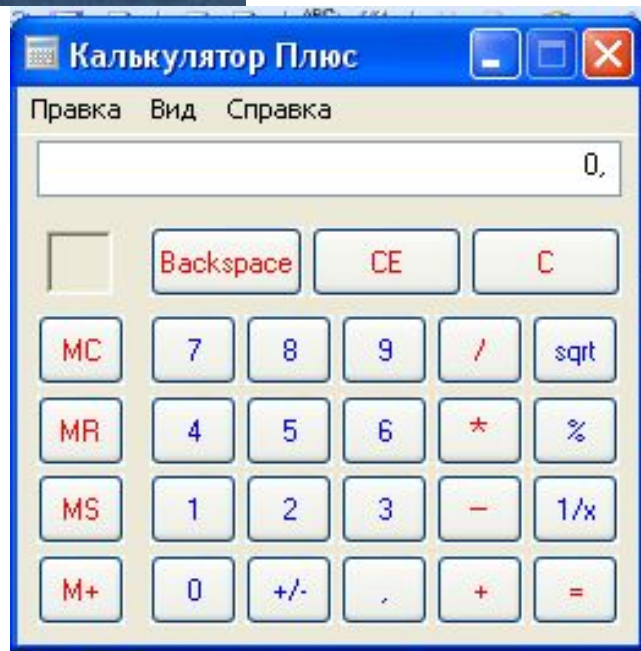 Калькулятор Плюс
Правка Вид Справка
0,
Backspace CE C
MC 7 8 9 / sqrt
MR 4 5 6 * %
MS 1 2 3 - 1/x
M+ 0 +/- , + =